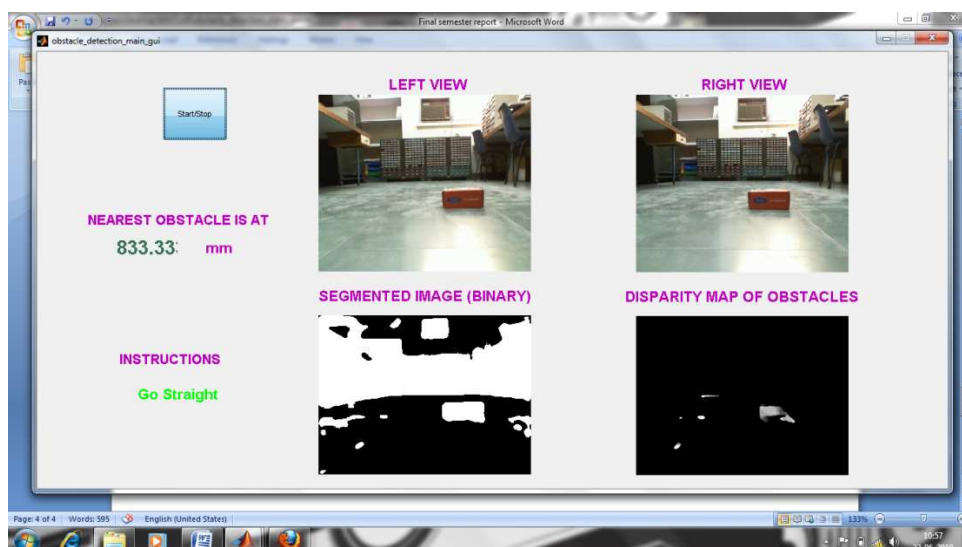 Final semester report - Microsoft Word
obstacle_detection_main_gui
Start/Stop
LEFT VIEW
RIGHT VIEW
NEAREST OBSTACLE IS AT
833.33
mm
SEGMENTED IMAGE (BINARY)
DISPARITY MAP OF OBSTACLES
INSTRUCTIONS
Go Straight
Page: 4 of 4
Words: 595
English (United States)
133%
10:57